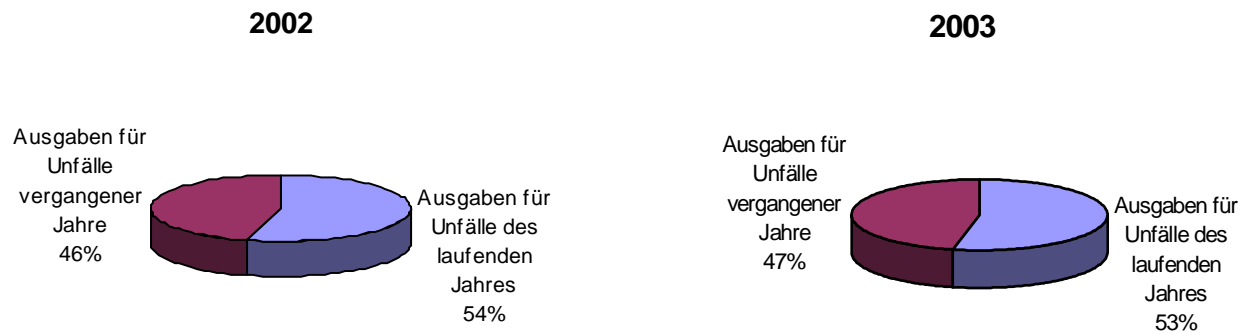 2002
Ausgaben für
Unfälle
vergangener
Jahre
46%
Ausgaben für
Unfälle des
laufenden
Jahres
54%
2003
Ausgaben für
Unfälle
vergangener
Jahre
47%
Ausgaben für
Unfälle des
laufenden
Jahres
53%